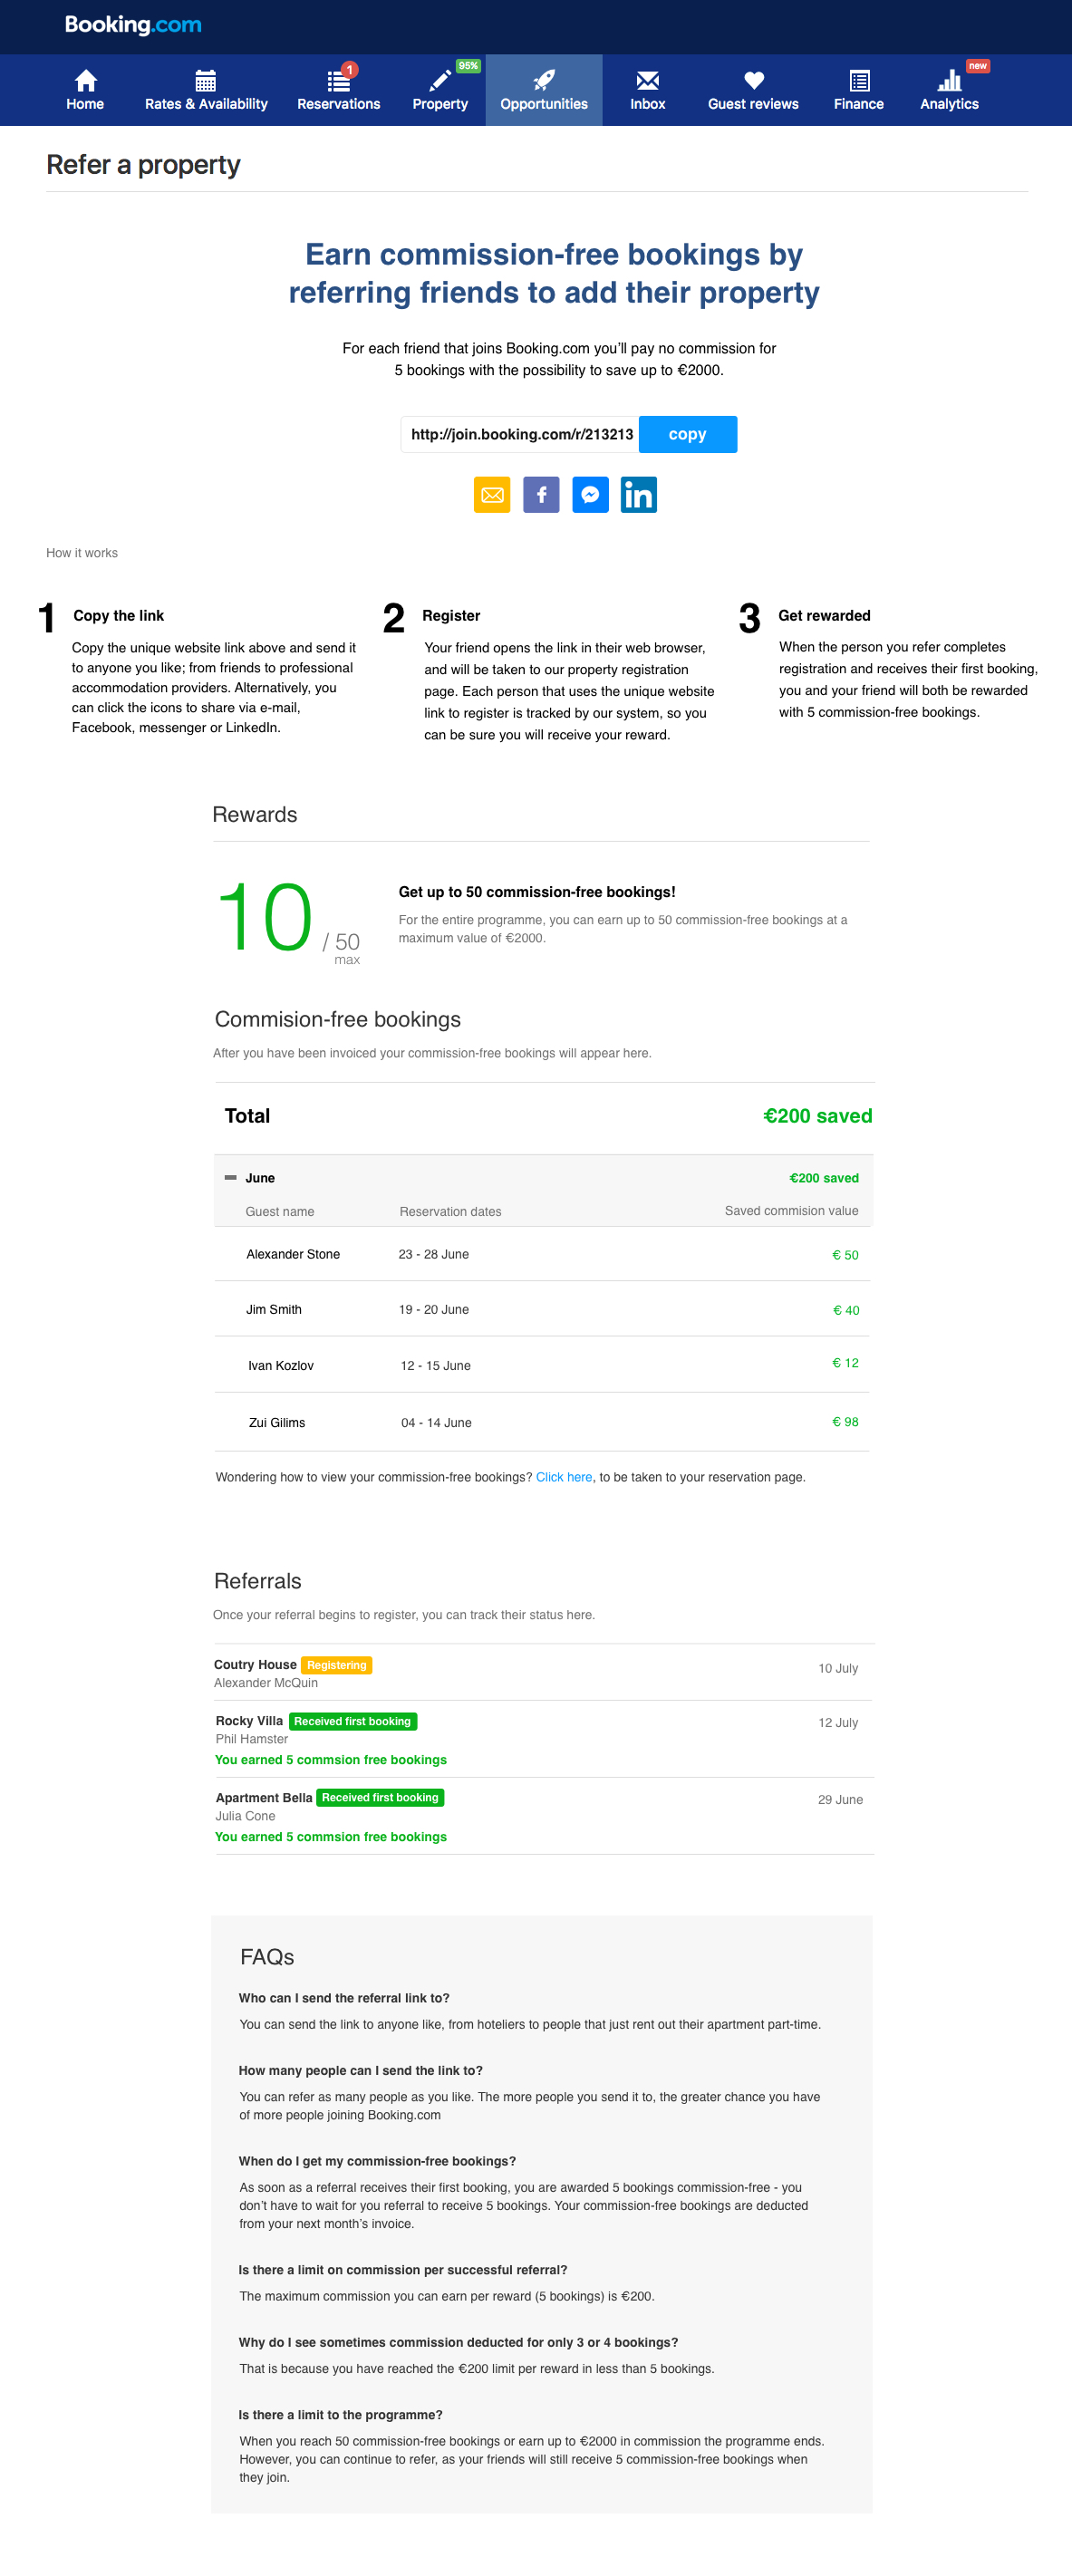 Booking.com
1
95%
new
Home
Rates & Availability
Reservations
Property
Opportunities
Inbox
Guest reviews
Finance
Analytics
Refer a property
Earn commission-free bookings by
referring friends to add their property
For each friend that joins Booking.com you'll pay no commission for
5 bookings with the possibility to save up to €2000.
http://join.booking.com/r/213213
copy
f
in
How it works
1 Copy the link
Copy the unique website link above and send it
to anyone you like; from friends to professional
accommodation providers. Alternatively, you
can click the icons to share via e-mail,
Facebook, messenger or LinkedIn.
2 Register
Your friend opens the link in their web browser,
and will be taken to our property registration
page. Each person that uses the unique website
link to register is tracked by our system, so you
can be sure you will receive your reward.
3 Get rewarded
When the person you refer completes
registration and receives their first booking,
you and your friend will both be rewarded
with 5 commission-free bookings.
Rewards
10 / 50
max
Get up to 50 commission-free bookings!
For the entire programme, you can earn up to 50 commission-free bookings at a
maximum value of €2000.
Commision-free bookings
After you have been invoiced your commission-free bookings will appear here.
Total €200 saved
June €200 saved
Guest name Reservation dates Saved commision value
Alexander Stone 23 - 28 June € 50
Jim Smith 19 - 20 June € 40
Ivan Kozlov 12 - 15 June € 12
Zui Gilims 04 - 14 June € 98
Wondering how to view your commission-free bookings? Click here, to be taken to your reservation page.
Referrals
Once your referral begins to register, you can track their status here.
Coutry House Registering 10 July
Alexander McQuin
Rocky Villa Received first booking 12 July
Phil Hamster
You earned 5 commsion free bookings
Apartment Bella Received first booking 29 June
Julia Cone
You earned 5 commsion free bookings
FAQs
Who can I send the referral link to?
You can send the link to anyone like, from hoteliers to people that just rent out their apartment part-time.
How many people can I send the link to?
You can refer as many people as you like. The more people you send it to, the greater chance you have
of more people joining Booking.com
When do I get my commission-free bookings?
As soon as a referral receives their first booking, you are awarded 5 bookings commission-free - you
don't have to wait for you referral to receive 5 bookings. Your commission-free bookings are deducted
from your next month's invoice.
Is there a limit on commission per successful referral?
The maximum commission you can earn per reward (5 bookings) is €200.
Why do I see sometimes commission deducted for only 3 or 4 bookings?
That is because you have reached the €200 limit per reward in less than 5 bookings.
Is there a limit to the programme?
When you reach 50 commission-free bookings or earn up to €2000 in commission the programme ends.
However, you can continue to refer, as your friends will still receive 5 commission-free bookings when
they join.